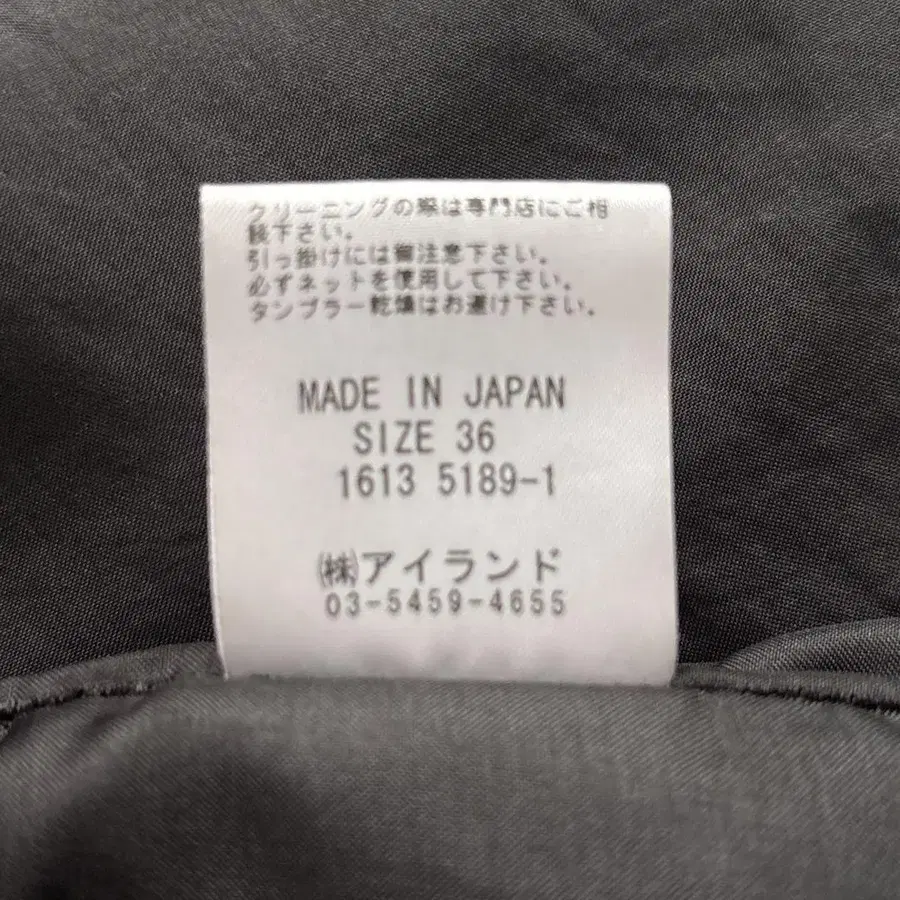 クリーニングの際は専門店にご相
談下さい。
引っ掛けには御注意下さい。
必ずネットを使用して下さい。
タンブラー乾燥はお避け下さい。
MADE IN JAPAN
SIZE 36
1613 5189-1
㈱アイランド
03-5459-4655